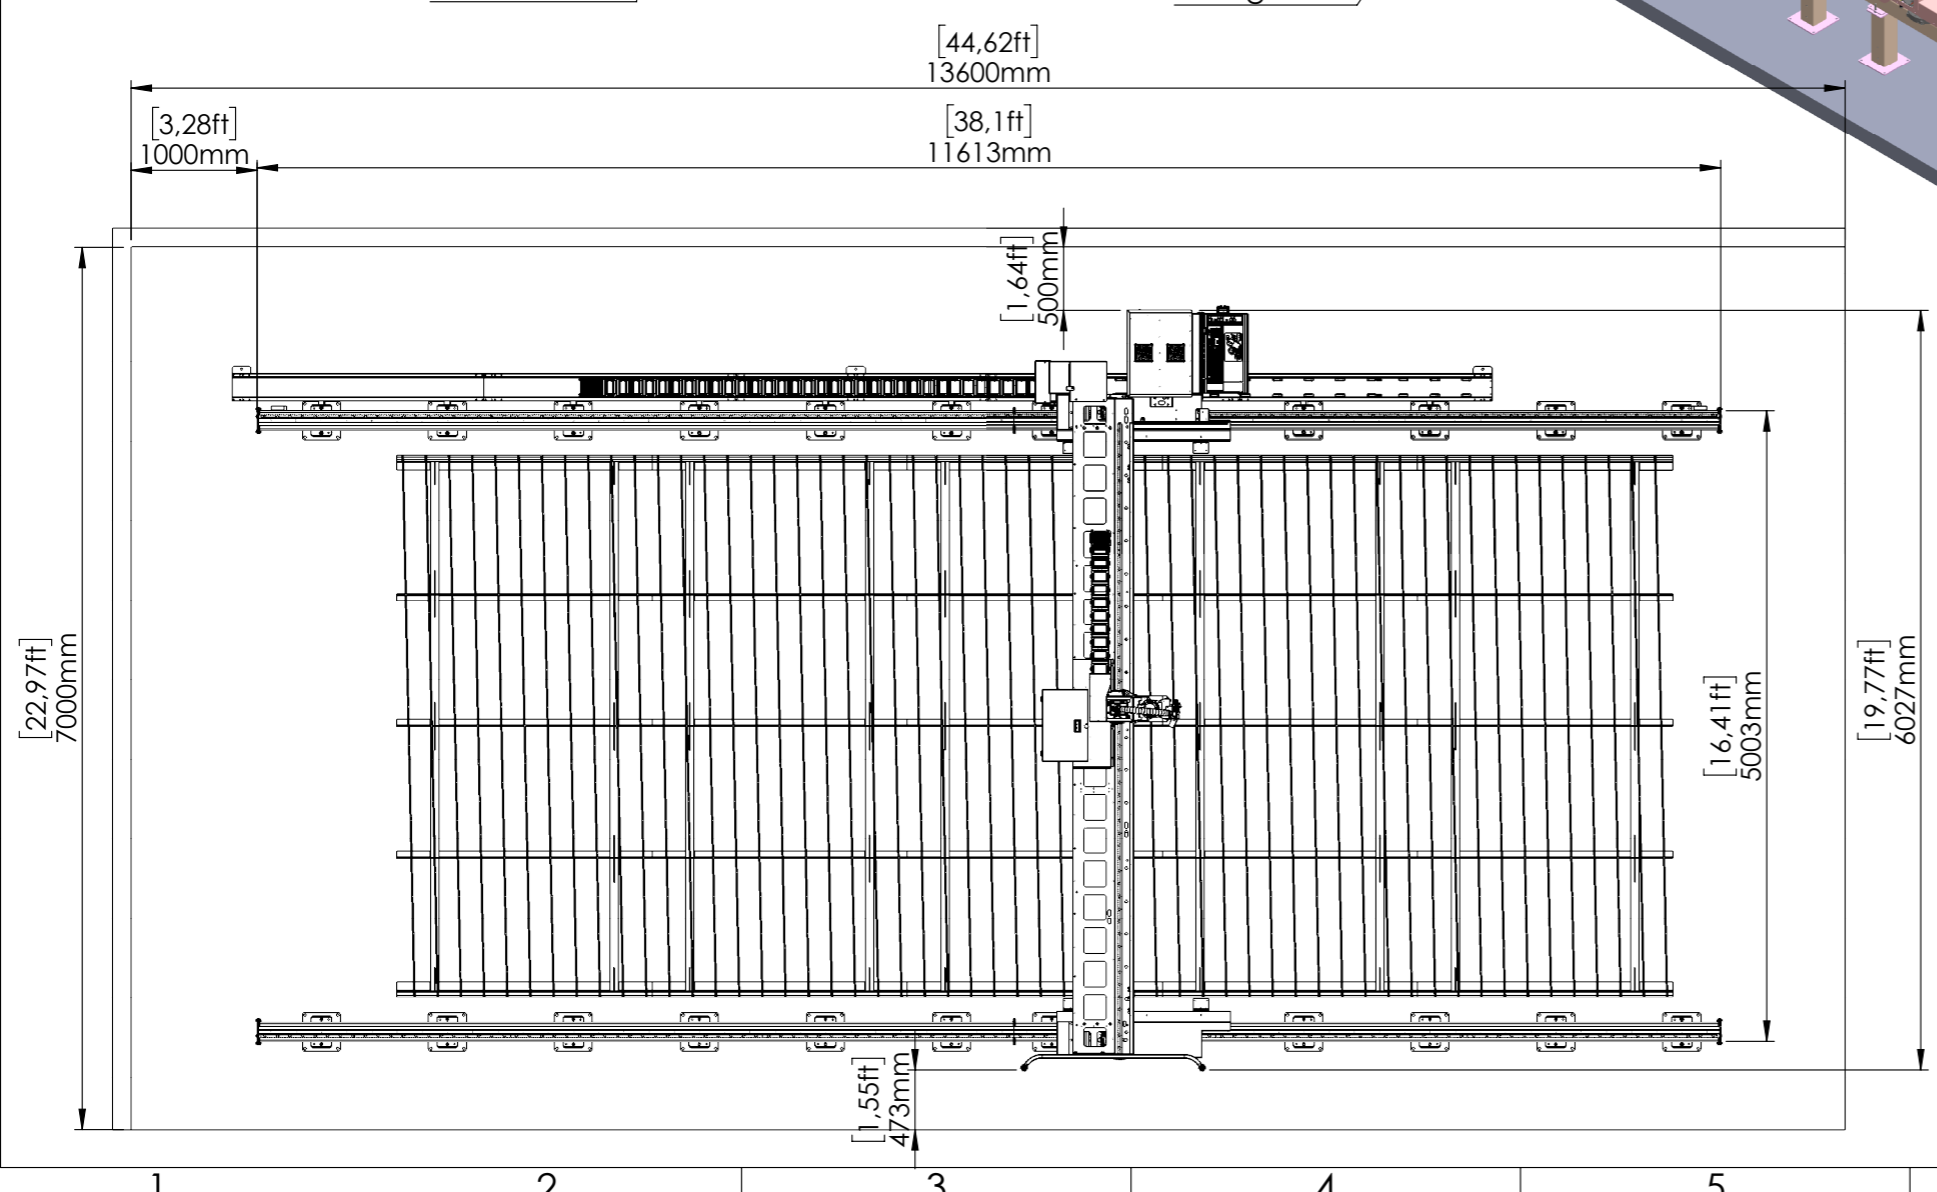 [44,62ft]
13600mm
[3,28ft]
1000mm
[38,1ft]
11613mm
[1,64ft]
500mm
[22,97ft]
7000mm
[16,41ft]
5003mm
[19,77ft]
6027mm
[1,55ft]
473mm
1 2 3 4 5